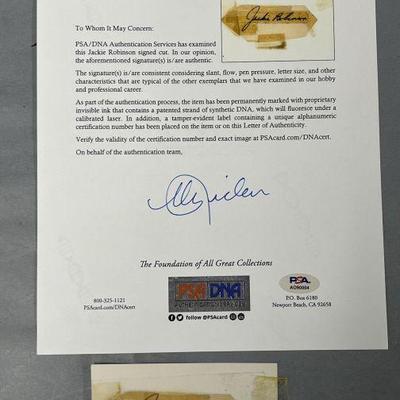 Jackie Robinson
To Whom It May Concern:
PSA/DNA Authentication Services has examined
this Jackie Robinson signed cut. In our opinion,
the aforementioned signature(s) is/are authentic.
The signature(s) is/are consistent considering slant, flow, pen pressure, letter size, and other
characteristics that are typical of the other exemplars that we have examined in our hobby
and professional career.
As part of the authentication process, the item has been permanently marked with proprietary
invisible ink that contains a patented strand of synthetic DNA, which will fluoresce under a
calibrated laser. In addition, a tamper-evident label containing a unique alphanumeric
certification number has been placed on the item or on this Letter of Authenticity.
Verify the validity of the certification number and exact image at PSAcard.com/DNAcert.
On behalf of the authentication team,
The Foundation of All Great Collections
800-325-1121
PSAcard.com/DNAcert
PSA DNA
follow @PSAcard
PSA
P.O. Box 6180
Newport Beach, CA 92658